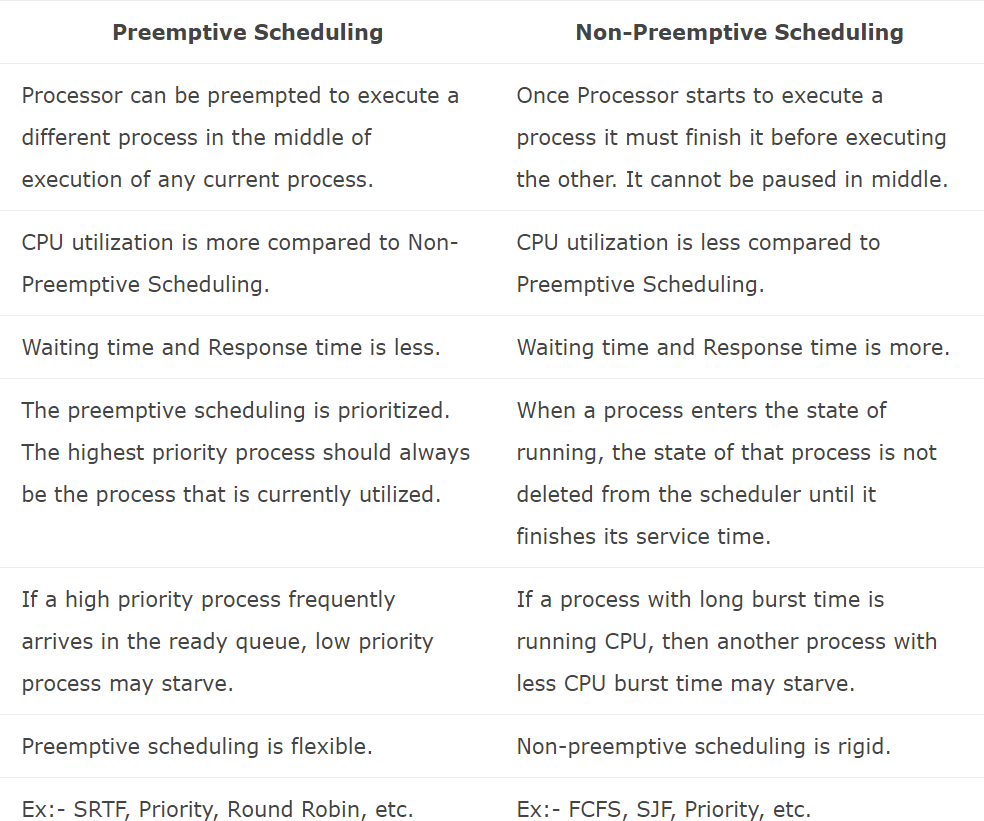 Preemptive Scheduling
Non-Preemptive Scheduling
Processor can be preempted to execute a
different process in the middle of
execution of any current process.
Once Processor starts to execute a
process it must finish it before executing
the other. It cannot be paused in middle.
CPU utilization is more compared to Non-
Preemptive Scheduling.
CPU utilization is less compared to
Preemptive Scheduling.
Waiting time and Response time is less.
Waiting time and Response time is more.
The preemptive scheduling is prioritized.
The highest priority process should always
be the process that is currently utilized.
When a process enters the state of
running, the state of that process is not
deleted from the scheduler until it
finishes its service time.
If a high priority process frequently
arrives in the ready queue, low priority
process may starve.
If a process with long burst time is
running CPU, then another process with
less CPU burst time may starve.
Preemptive scheduling is flexible.
Non-preemptive scheduling is rigid.
Ex:- SRTF, Priority, Round Robin, etc.
Ex:- FCFS, SJF, Priority, etc.